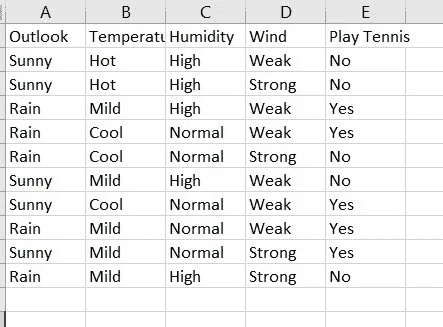 A B C D E
Outlook Temperatu Humidity Wind Play Tennis
Sunny Hot High Weak No
Sunny Hot High Strong No
Rain Mild High Weak Yes
Rain Cool Normal Weak Yes
Rain Cool Normal Strong No
Sunny Mild High Weak No
Sunny Cool Normal Weak Yes
Rain Mild Normal Weak Yes
Sunny Mild Normal Strong Yes
Rain Mild High Strong No